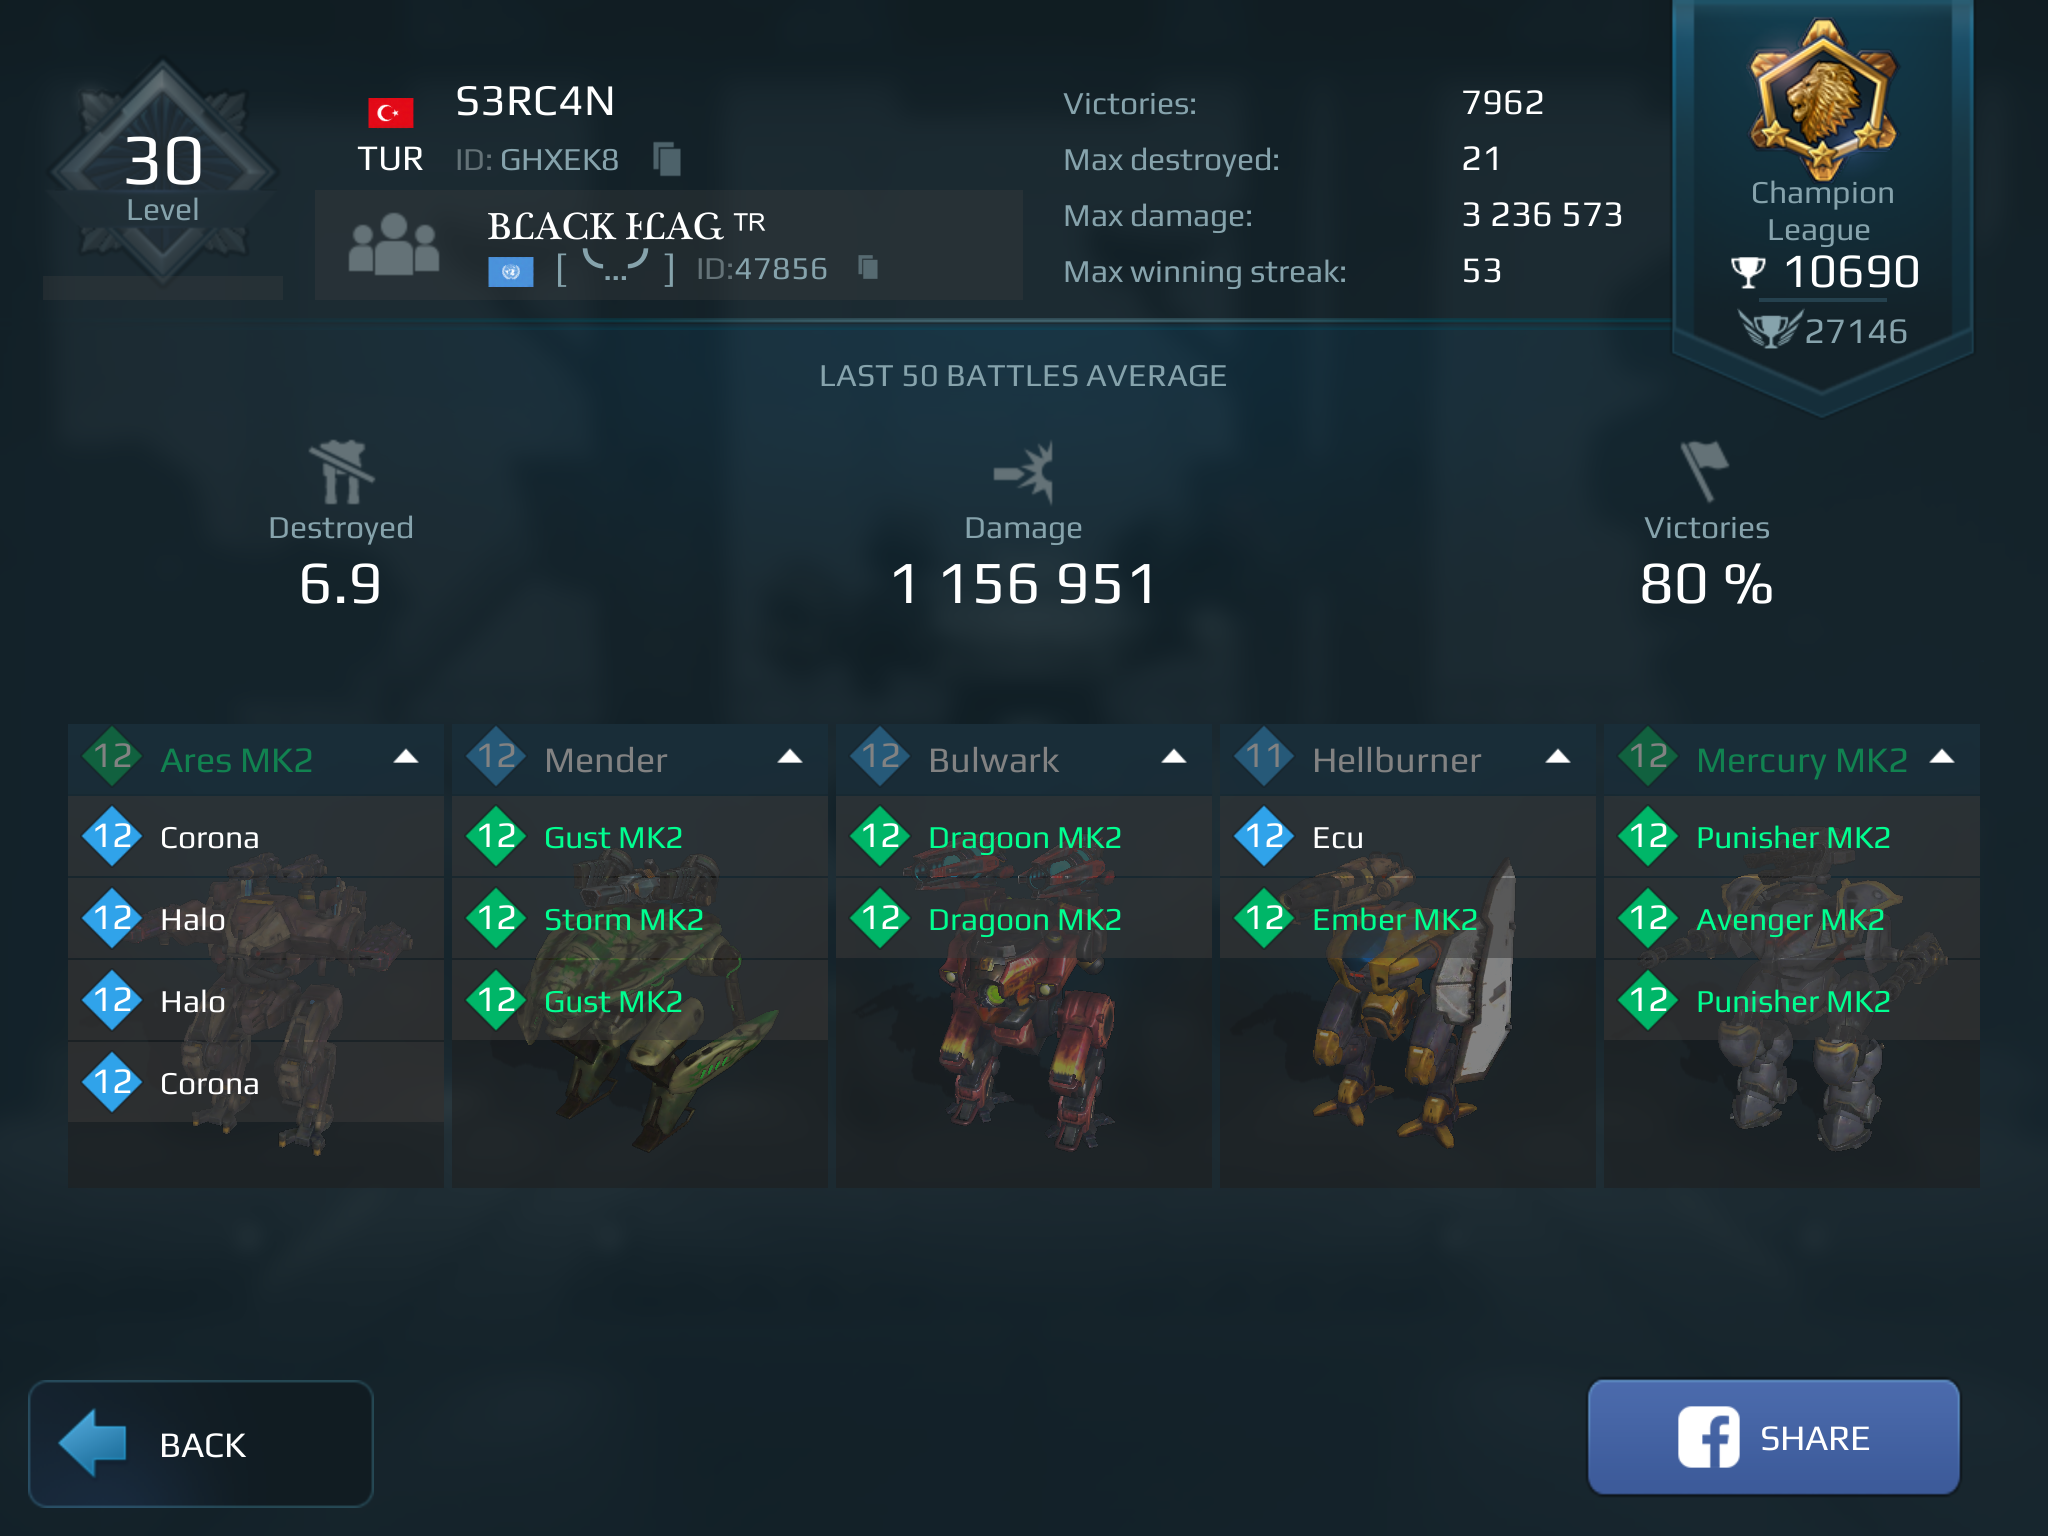 30
Level
TUR
S3RC4N
ID: GHXEK8
BŁACK ꞘŁAG TR
ID:47856
Victories: 7962
Max destroyed: 21
Max damage: 3 236 573
Max winning streak: 53
Champion
League
10690
27146
LAST 50 BATTLES AVERAGE
Destroyed
6.9
Damage
1 156 951
Victories
80 %
12 Ares MK2
12 Corona
12 Halo
12 Halo
12 Corona
12 Mender
12 Gust MK2
12 Storm MK2
12 Gust MK2
12 Bulwark
12 Dragoon MK2
12 Dragoon MK2
11 Hellburner
12 Ecu
12 Ember MK2
12 Mercury MK2
12 Punisher MK2
12 Avenger MK2
12 Punisher MK2
BACK
SHARE